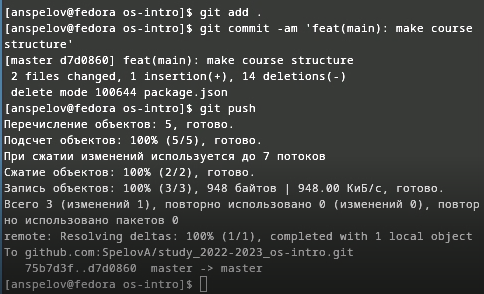 [anspelov@fedora os-intro]$ git add .
[anspelov@fedora os-intro]$ git commit -am 'feat(main): make course
structure'
[master d7d0860] feat(main): make course structure
 2 files changed, 1 insertion(+), 14 deletions(-)
 delete mode 100644 package.json
[anspelov@fedora os-intro]$ git push
Перечисление объектов: 5, готово.
Подсчет объектов: 100% (5/5), готово.
При сжатии изменений используется до 7 потоков
Сжатие объектов: 100% (2/2), готово.
Запись объектов: 100% (3/3), 948 байтов | 948.00 КиБ/с, готово.
Всего 3 (изменений 1), повторно использовано 0 (изменений 0), повтор
но использовано пакетов 0
remote: Resolving deltas: 100% (1/1), completed with 1 local object
To github.com:SpelovA/study_2022-2023_os-intro.git
   75b7d3f..d7d0860  master -> master
[anspelov@fedora os-intro]$